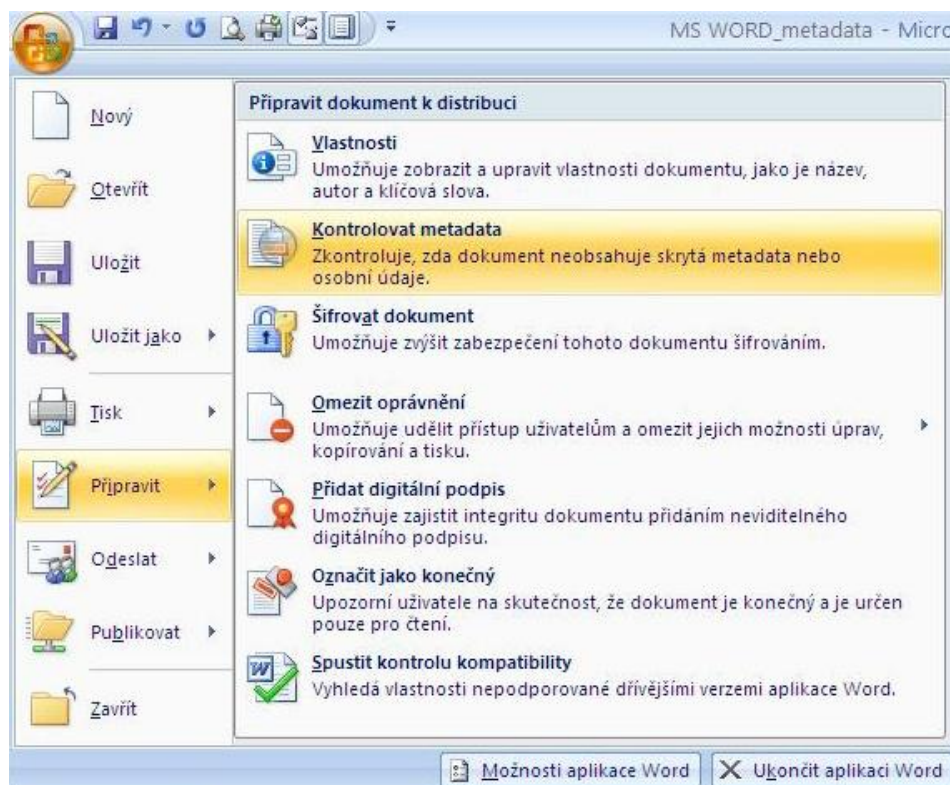 MS WORD_metadata - Micro
Nový
Otevřít
Uložit
Uložit jako
Tisk
Připravit
Odeslat
Publikovat
Zavřít
Připravit dokument k distribuci
Vlastnosti
Umožňuje zobrazit a upravit vlastnosti dokumentu, jako je název,
autor a klíčová slova.
Kontrolovat metadata
Zkontroluje, zda dokument neobsahuje skrytá metadata nebo
osobní údaje.
Šifrovat dokument
Umožňuje zvýšit zabezpečení tohoto dokumentu šifrováním.
Omezit oprávnění
Umožňuje udělit přístup uživatelům a omezit jejich možnosti úprav,
kopírování a tisku.
Přidat digitální podpis
Umožňuje zajistit integritu dokumentu přidáním neviditelného
digitálního podpisu.
Označit jako konečný
Upozorní uživatele na skutečnost, že dokument je konečný a je určen
pouze pro čtení.
Spustit kontrolu kompatibility
Vyhledá vlastnosti nepodporované dřívějšími verzemi aplikace Word.
Možnosti aplikace Word
Ukončit aplikaci Word